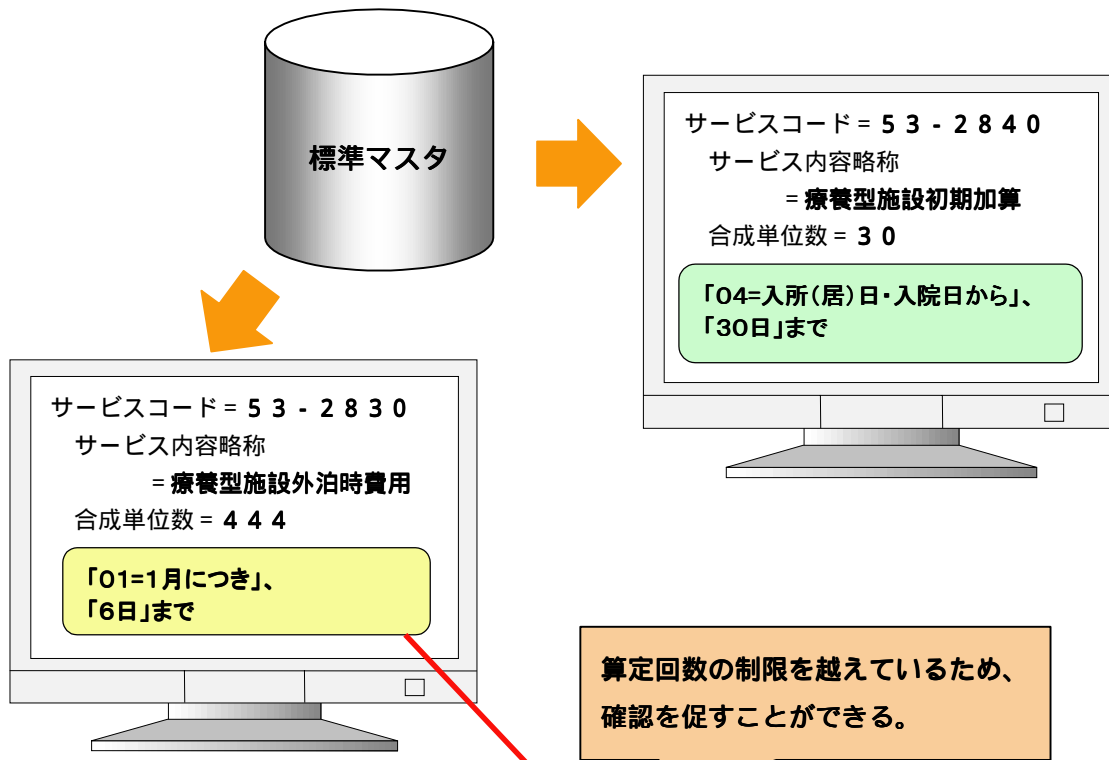 標準マスタ
サービスコード = ５３－２８４０
サービス内容略称
= 療養型施設初期加算
合成単位数 = ３０
「04=入所(居)日・入院日から」、
「30日」まで
サービスコード = ５３－２８３０
サービス内容略称
= 療養型施設外泊時費用
合成単位数 = ４４４
「01=1月につき」、
「6日」まで
算定回数の制限を越えているため、
確認を促すことができる。